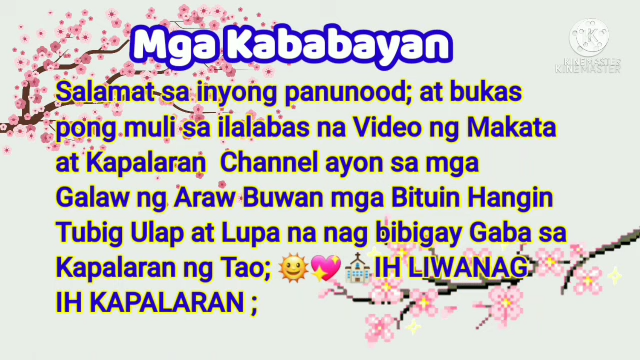 Mga Kababayan
KINEMASTER
KINEMASTER
Salamat sa inyong panunood; at bukas
pong muli sa ilalabas na Video ng Makata
at Kapalaran Channel ayon sa mga
Galaw ng Araw Buwan mga Bituin Hangin
Tubig Ulap at Lupa na nag bibigay Gaba sa
Kapalaran ng Tao; 🌞💖⛪IH LIWANAG
IH KAPALARAN ;